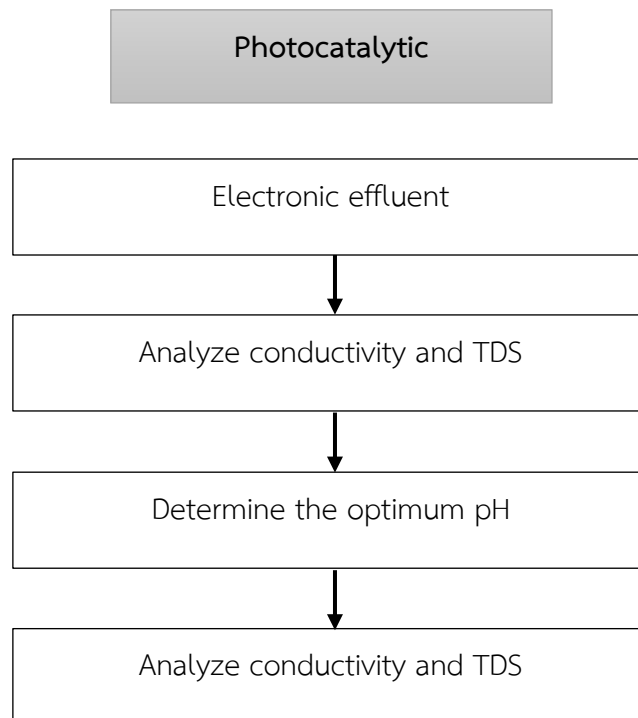 Photocatalytic
Electronic effluent
Analyze conductivity and TDS
Determine the optimum pH
Analyze conductivity and TDS